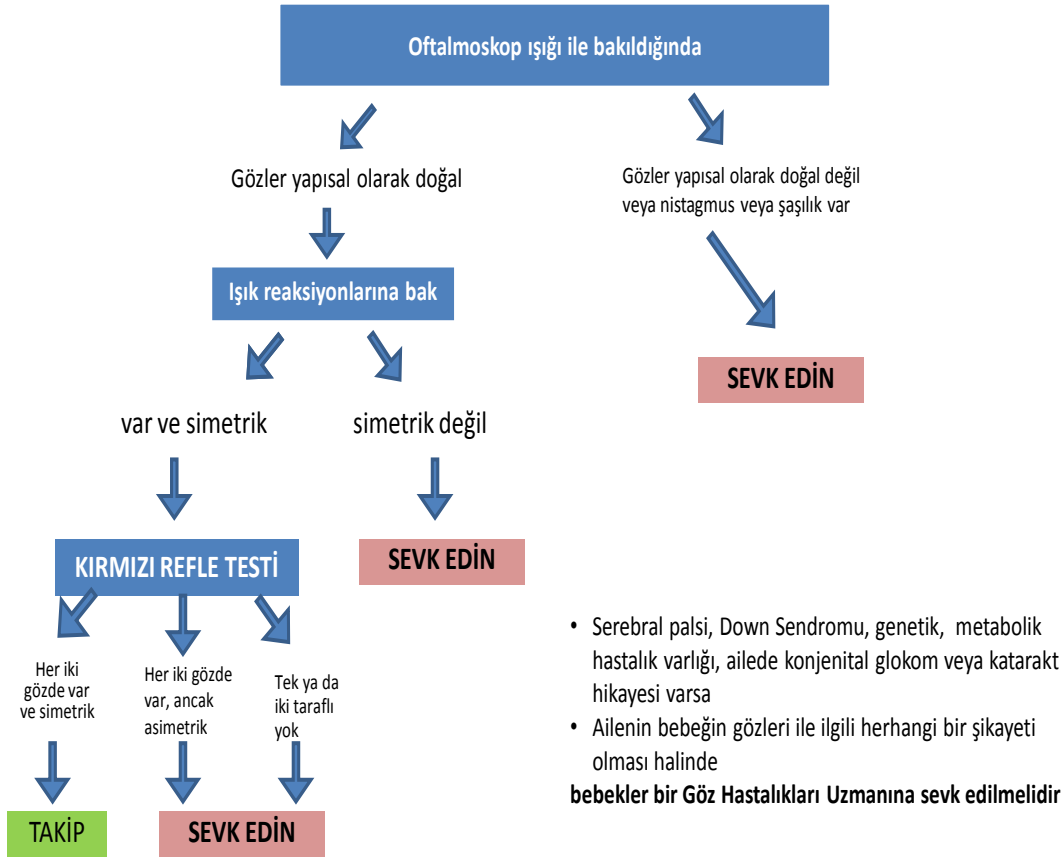 Oftalmoskop ışığı ile bakıldığında
Gözler yapısal olarak doğal
Gözler yapısal olarak doğal değil
veya nistagmus veya şaşılık var
Işık reaksiyonlarına bak
SEVK EDİN
var ve simetrik
simetrik değil
KIRMIZI REFLE TESTİ
SEVK EDİN
Her iki
gözde var
ve simetrik
Her iki gözde
var, ancak
asimetrik
Tek ya da
iki taraflı
yok
TAKİP
SEVK EDİN
• Serebral palsi, Down Sendromu, genetik, metabolik
hastalık varlığı, ailede konjenital glokom veya katarakt
hikayesi varsa
• Ailenin bebeğin gözleri ile ilgili herhangi bir şikayeti
olması halinde
bebekler bir Göz Hastalıkları Uzmanına sevk edilmelidir